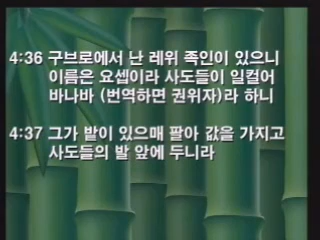 4:36 구브로에서 난 레위 족인이 있으니
이름은 요셉이라 사도들이 일컬어
바나바 (번역하면 권위자)라 하니
4:37 그가 밭이 있으매 팔아 값을 가지고
사도들의 발 앞에 두니라